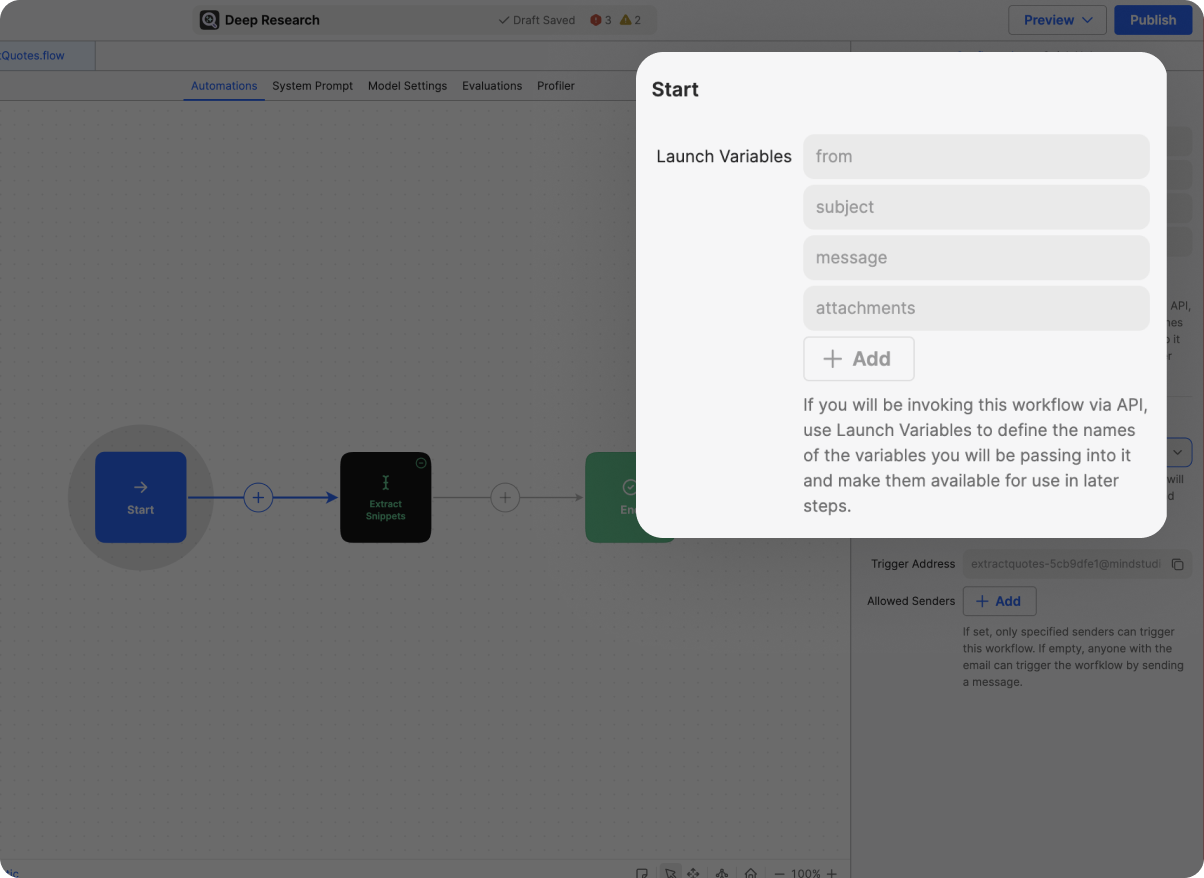 Deep Research
Draft Saved
3
2
Preview
Publish
Quotes.flow
Automations
System Prompt
Model Settings
Evaluations
Profiler
Start
Launch Variables
from
subject
message
attachments
Add
If you will be invoking this workflow via API,
use Launch Variables to define the names
of the variables you will be passing into it
and make them available for use in later
steps.
Start
Extract
Snippets
API,
it
will
Trigger Address
extractquotes-5cb9dfe1@mindstudi
Allowed Senders
Add
If set, only specified senders can trigger
this workflow. If empty, anyone with the
email can trigger the worfklow by sending
a message.
100%